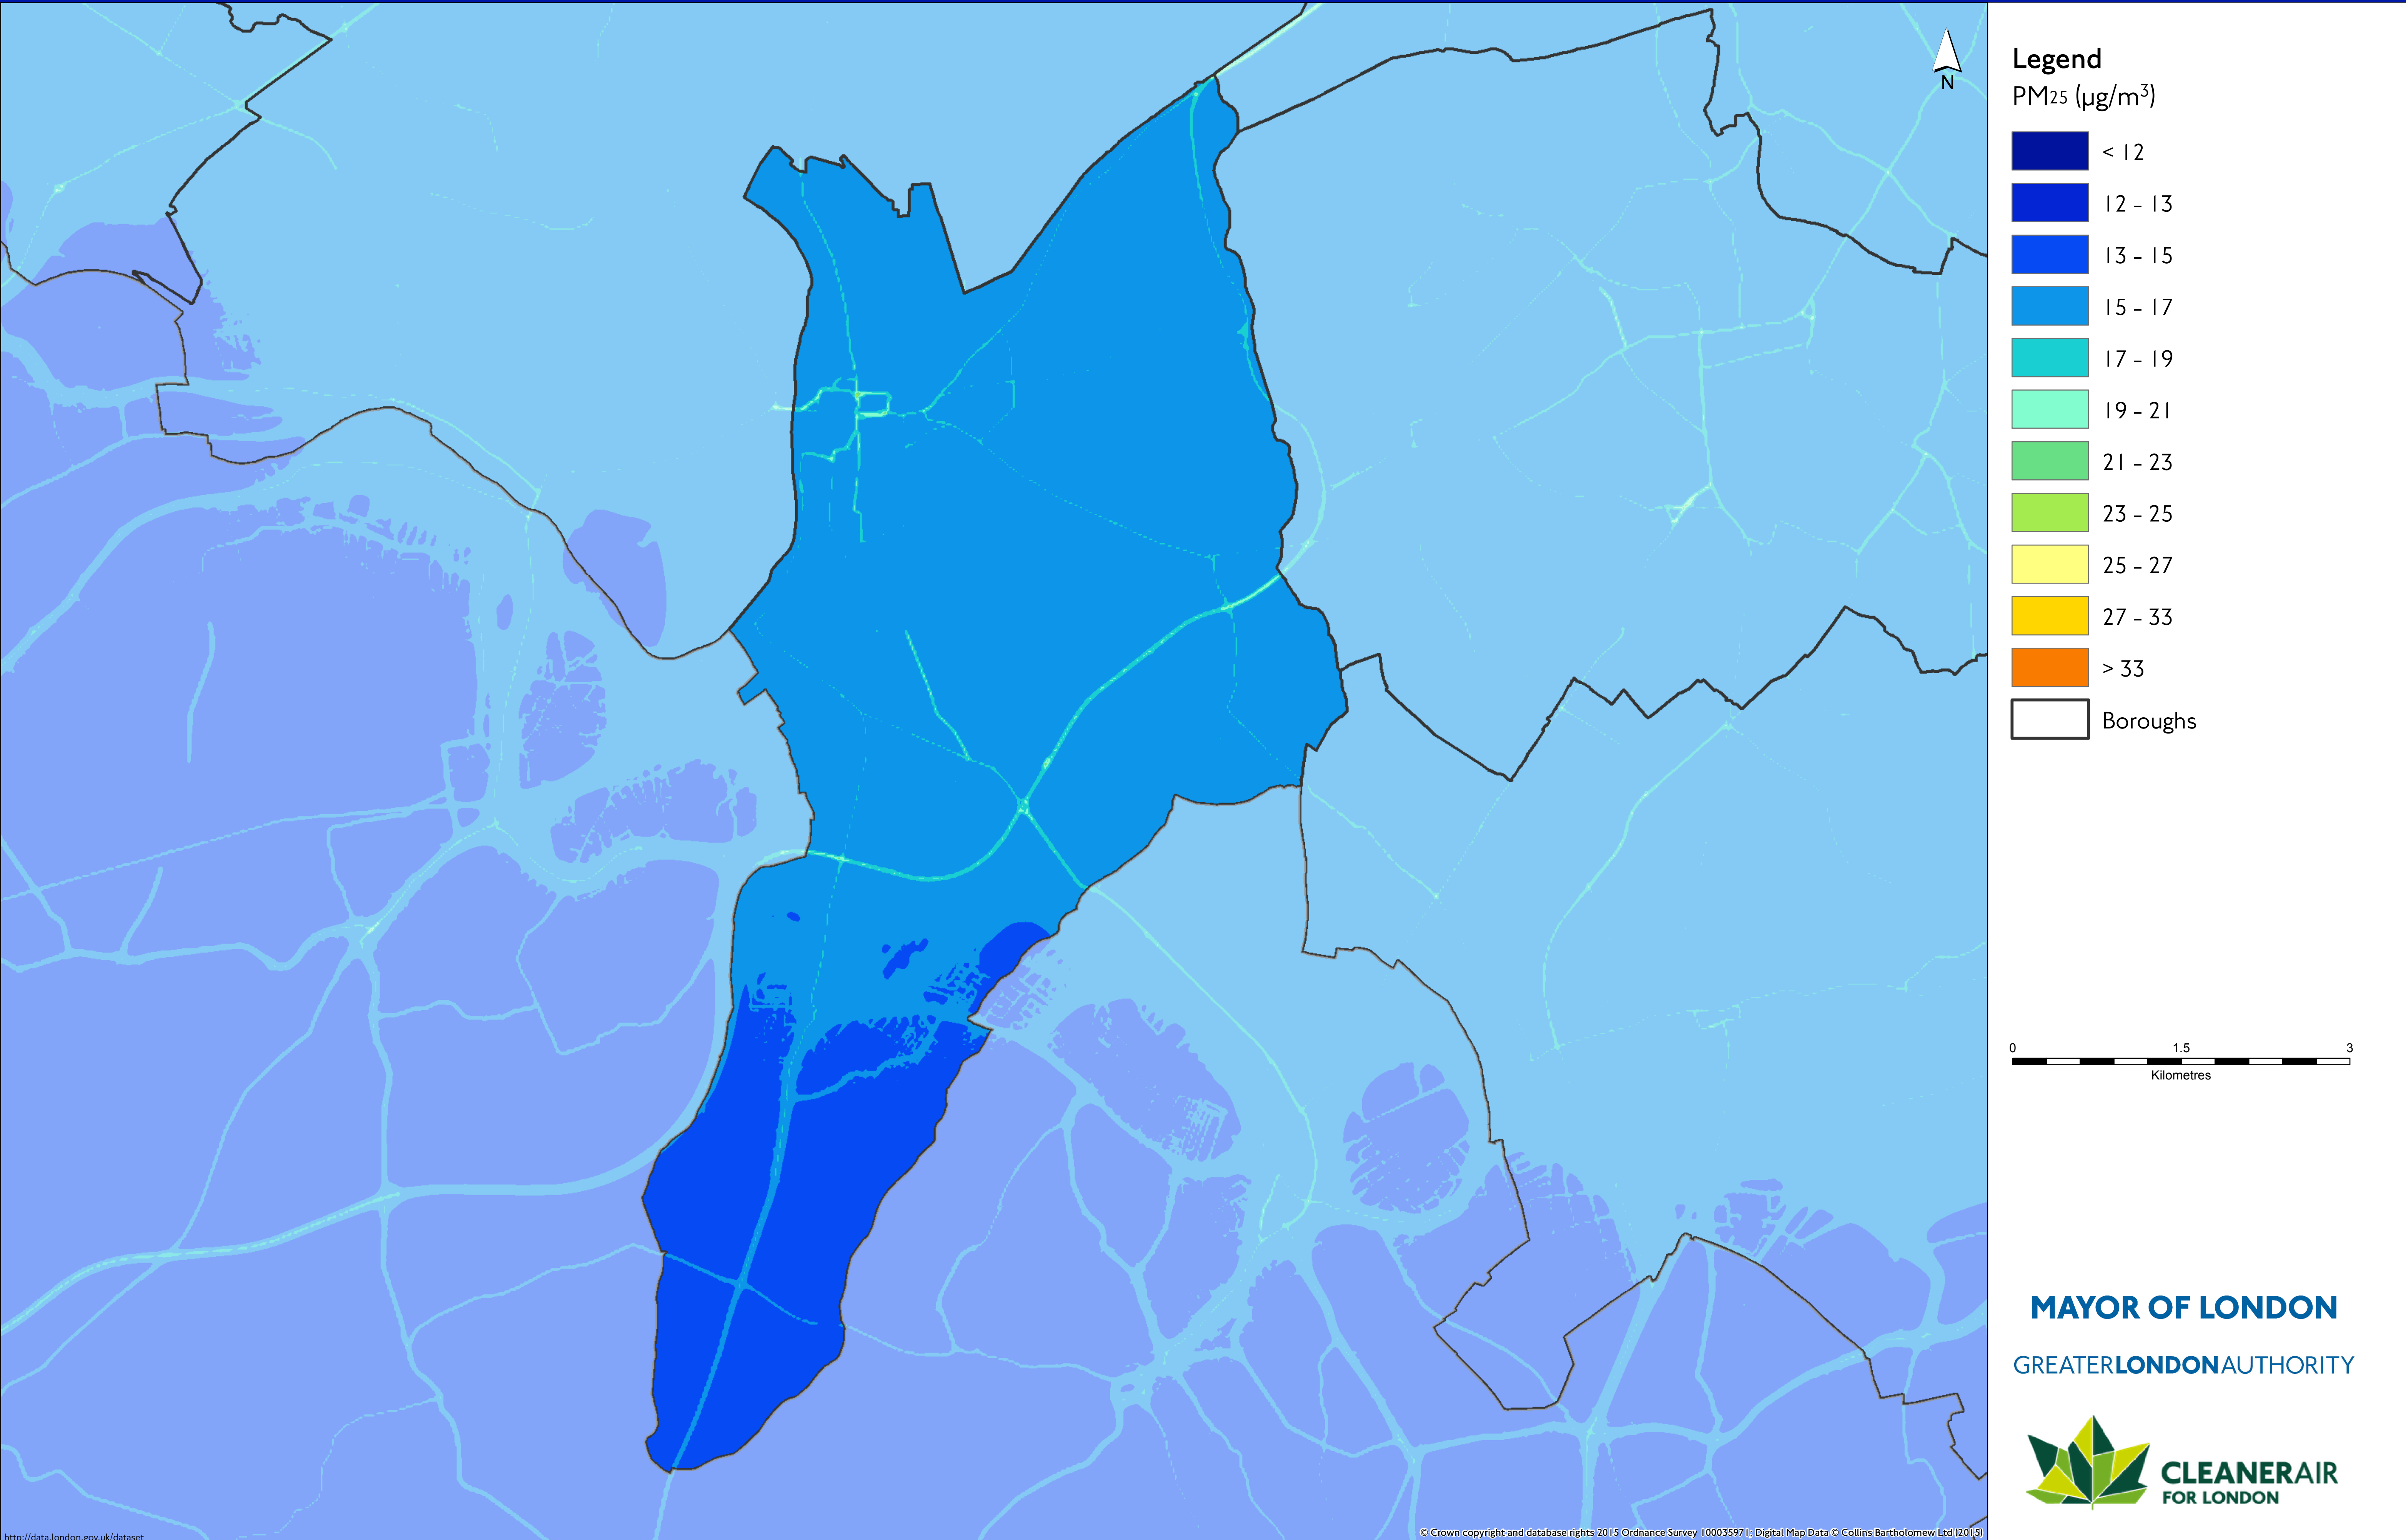 N
Legend
PM25 (µg/m3)
< 12
12 - 13
13 - 15
15 - 17
17 - 19
19 - 21
21 - 23
23 - 25
25 - 27
27 - 33
> 33
Boroughs
0 1.5 3
Kilometres
MAYOR OF LONDON
GREATERLONDONAUTHORITY
CLEANERAIR
FOR LONDON
http://data.london.gov.uk/dataset
© Crown copyright and database rights 2015 Ordnance Survey 100035971; Digital Map Data © Collins Bartholomew Ltd (2015)